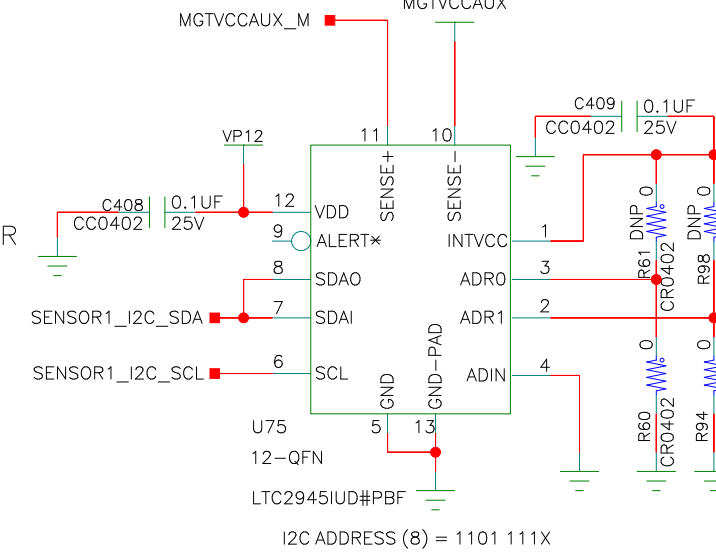 MGTVCCAUX
MGTVCCAUX_M
C409
0.1UF
CC0402
25V
11
10
VP12
SENSE+
SENSE-
C408
0.1UF
CC0402
25V
12
VDD
R
9
ALERT*
INTVCC
1
DNP
0
DNP
0
8
SDAO
ADR0
3
R61
CR0402
R98
SENSOR1_I2C_SDA
7
SDAI
ADR1
2
SENSOR1_I2C_SCL
6
SCL
ADIN
4
0
0
GND
GND-PAD
5
13
R60
CR0402
R94
U75
12-QFN
LTC2945IUD#PBF
I2C ADDRESS (8) = 1101 111X